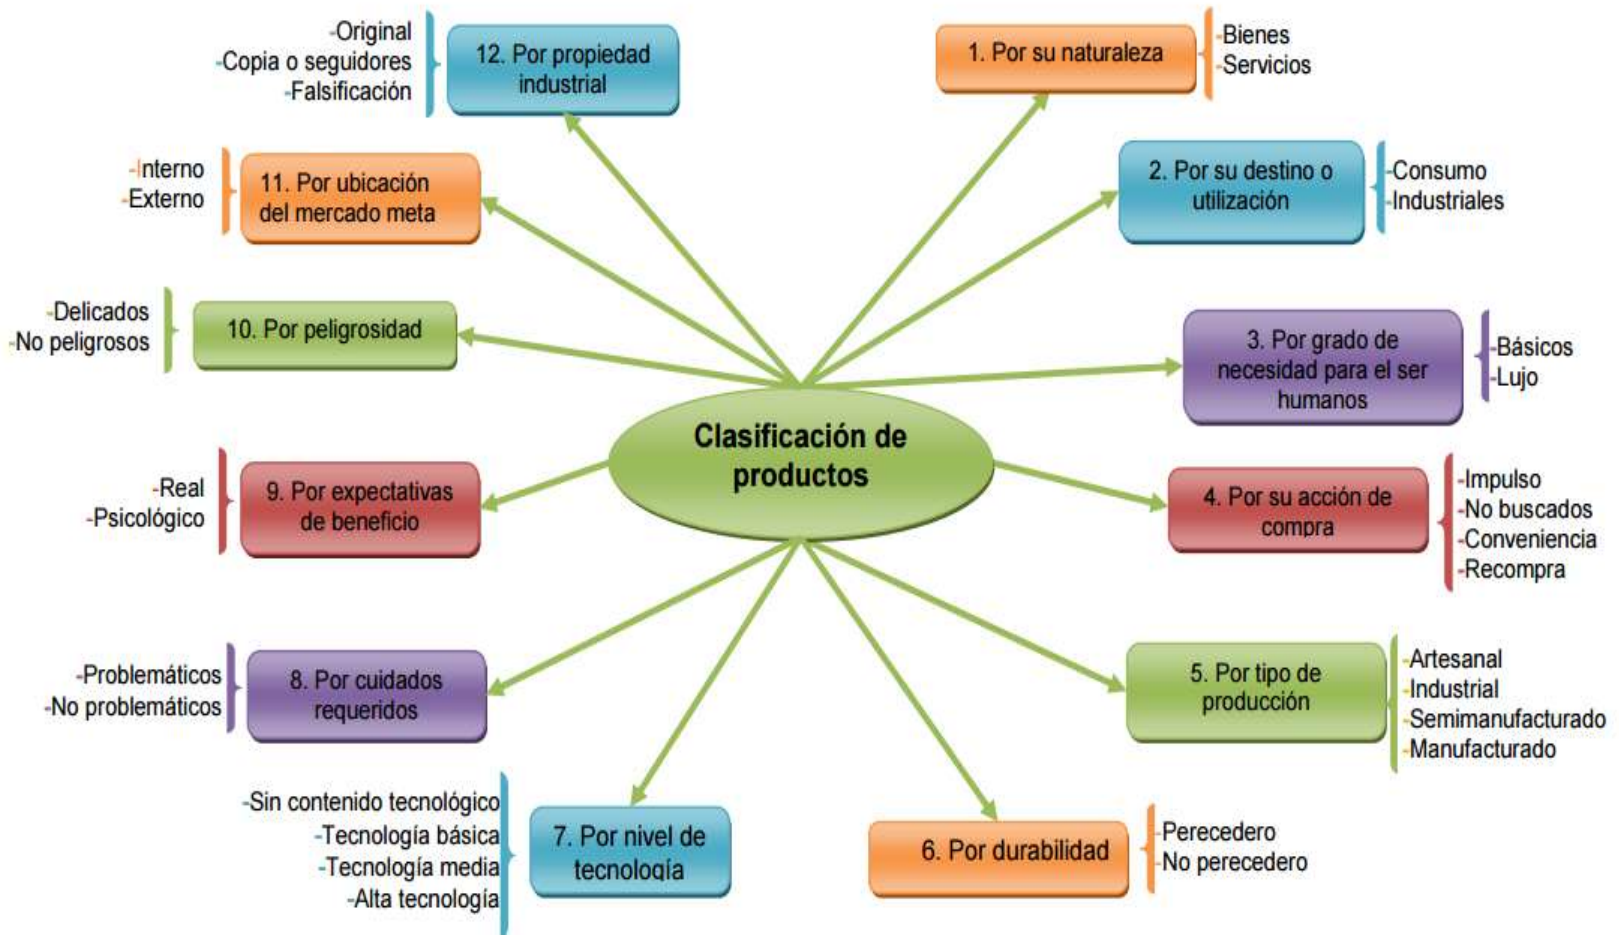 Clasificación de
productos
1. Por su naturaleza
-Bienes
-Servicios
2. Por su destino o
utilización
-Consumo
-Industriales
3. Por grado de
necesidad para el ser
humanos
-Básicos
-Lujo
4. Por su acción de
compra
-Impulso
-No buscados
-Conveniencia
-Recompra
5. Por tipo de
producción
-Artesanal
-Industrial
-Semimanufacturado
-Manufacturado
6. Por durabilidad
-Perecedero
-No perecedero
7. Por nivel de
tecnología
-Sin contenido tecnológico
-Tecnología básica
-Tecnología media
-Alta tecnología
8. Por cuidados
requeridos
-Problemáticos
-No problemáticos
9. Por expectativas
de beneficio
-Real
-Psicológico
10. Por peligrosidad
-Delicados
-No peligrosos
11. Por ubicación
del mercado meta
-Interno
-Externo
12. Por propiedad
industrial
-Original
-Copia o seguidores
-Falsificación